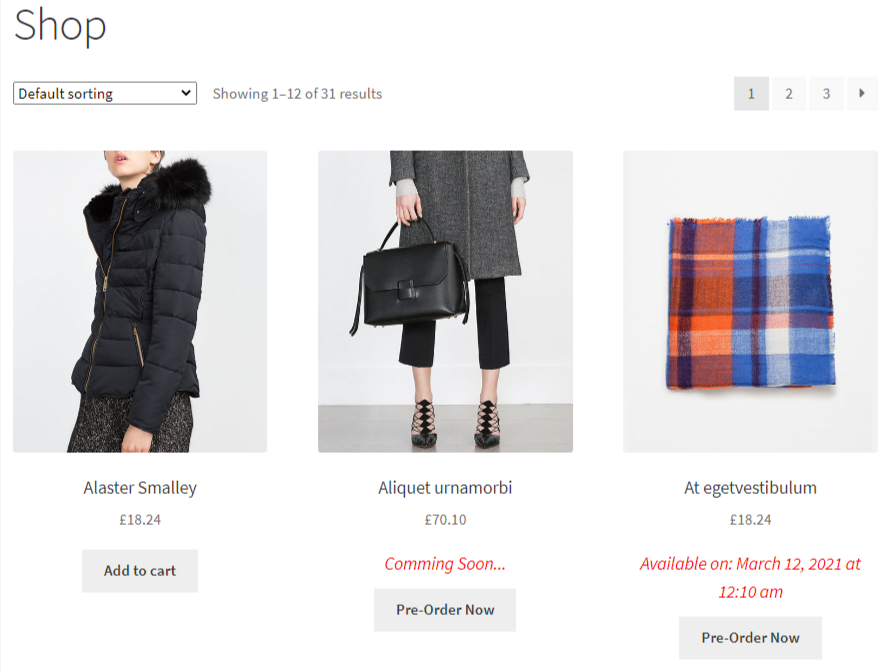 Shop
Default sorting
Showing 1–12 of 31 results
1 2 3
Alaster Smalley
£18.24
Add to cart
Aliquet urnamorbi
£70.10
Comming Soon...
Pre-Order Now
At egetvestibulum
£18.24
Available on: March 12, 2021 at
12:10 am
Pre-Order Now